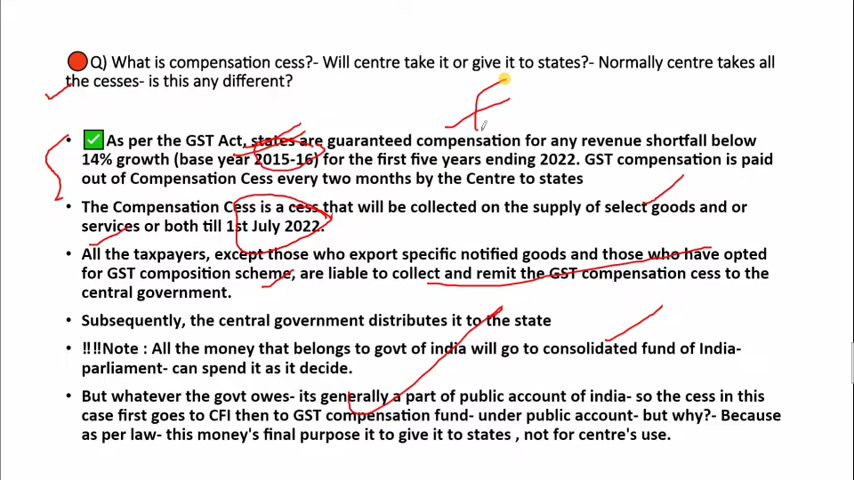 🔴Q) What is compensation cess?- Will centre take it or give it to states?- Normally centre takes all
the cesses- is this any different?
• ✅ As per the GST Act, states are guaranteed compensation for any revenue shortfall below
14% growth (base year 2015-16) for the first five years ending 2022. GST compensation is paid
out of Compensation Cess every two months by the Centre to states
• The Compensation Cess is a cess that will be collected on the supply of select goods and or
services or both till 1st July 2022.
• All the taxpayers, except those who export specific notified goods and those who have opted
for GST composition scheme, are liable to collect and remit the GST compensation cess to the
central government.
• Subsequently, the central government distributes it to the state
• !!!!Note : All the money that belongs to govt of india will go to consolidated fund of India-
parliament- can spend it as it decide.
• But whatever the govt owes- its generally a part of public account of india- so the cess in this
case first goes to CFI then to GST compensation fund- under public account- but why?- Because
as per law- this money's final purpose it to give it to states , not for centre's use.